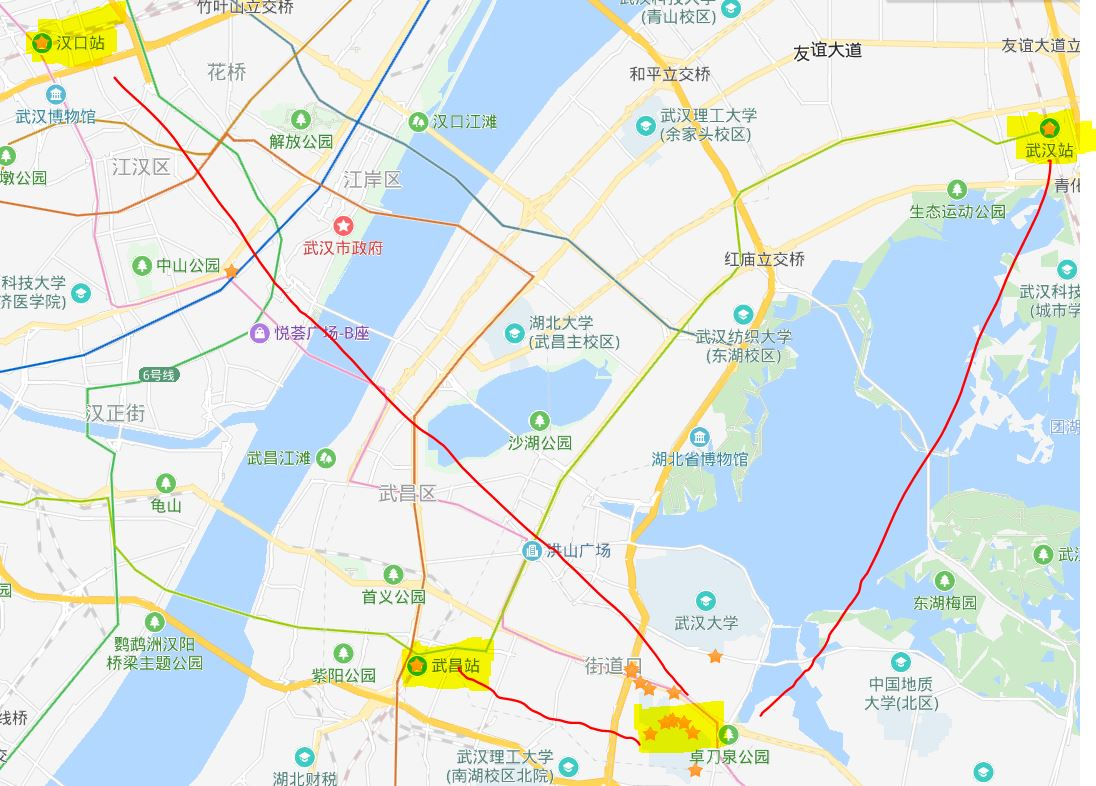 竹叶山立交桥
(青山校区)
汉口站
友谊大道
友谊大道立
花桥
和平立交桥
武汉博物馆
武汉理工大学
(余家头校区)
汉口江滩
解放公园
武汉站
墩公园
江汉区
江岸区
青化
生态运动公园
武汉市政府
中山公园
红庙立交桥
科技大学
济医学院)
武汉科技
(城市学
湖北大学
(武昌主校区)
悦荟广场-B座
武汉纺织大学
(东湖校区)
6号线
汉正街
团湖
沙湖公园
武昌江滩
湖北省博物馆
武昌区
龟山
洪山广场
武汉
园
首义公园
东湖梅园
武汉大学
鹦鹉洲汉阳
桥梁主题公园
紫阳公园
武昌站
街道口
中国地质
大学(北区)
线桥
卓刀泉公园
武汉理工大学
(南湖校区北院)
湖北财税